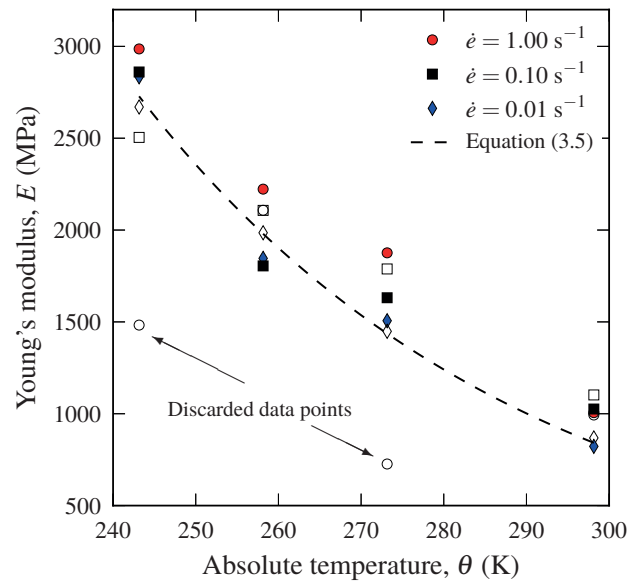 3000
2500
2000
1500
1000
500
240
250
260
270
280
290
300
Young's modulus, E (MPa)
Absolute temperature, θ (K)
ė = 1.00 s⁻¹
ė = 0.10 s⁻¹
ė = 0.01 s⁻¹
Equation (3.5)
Discarded data points